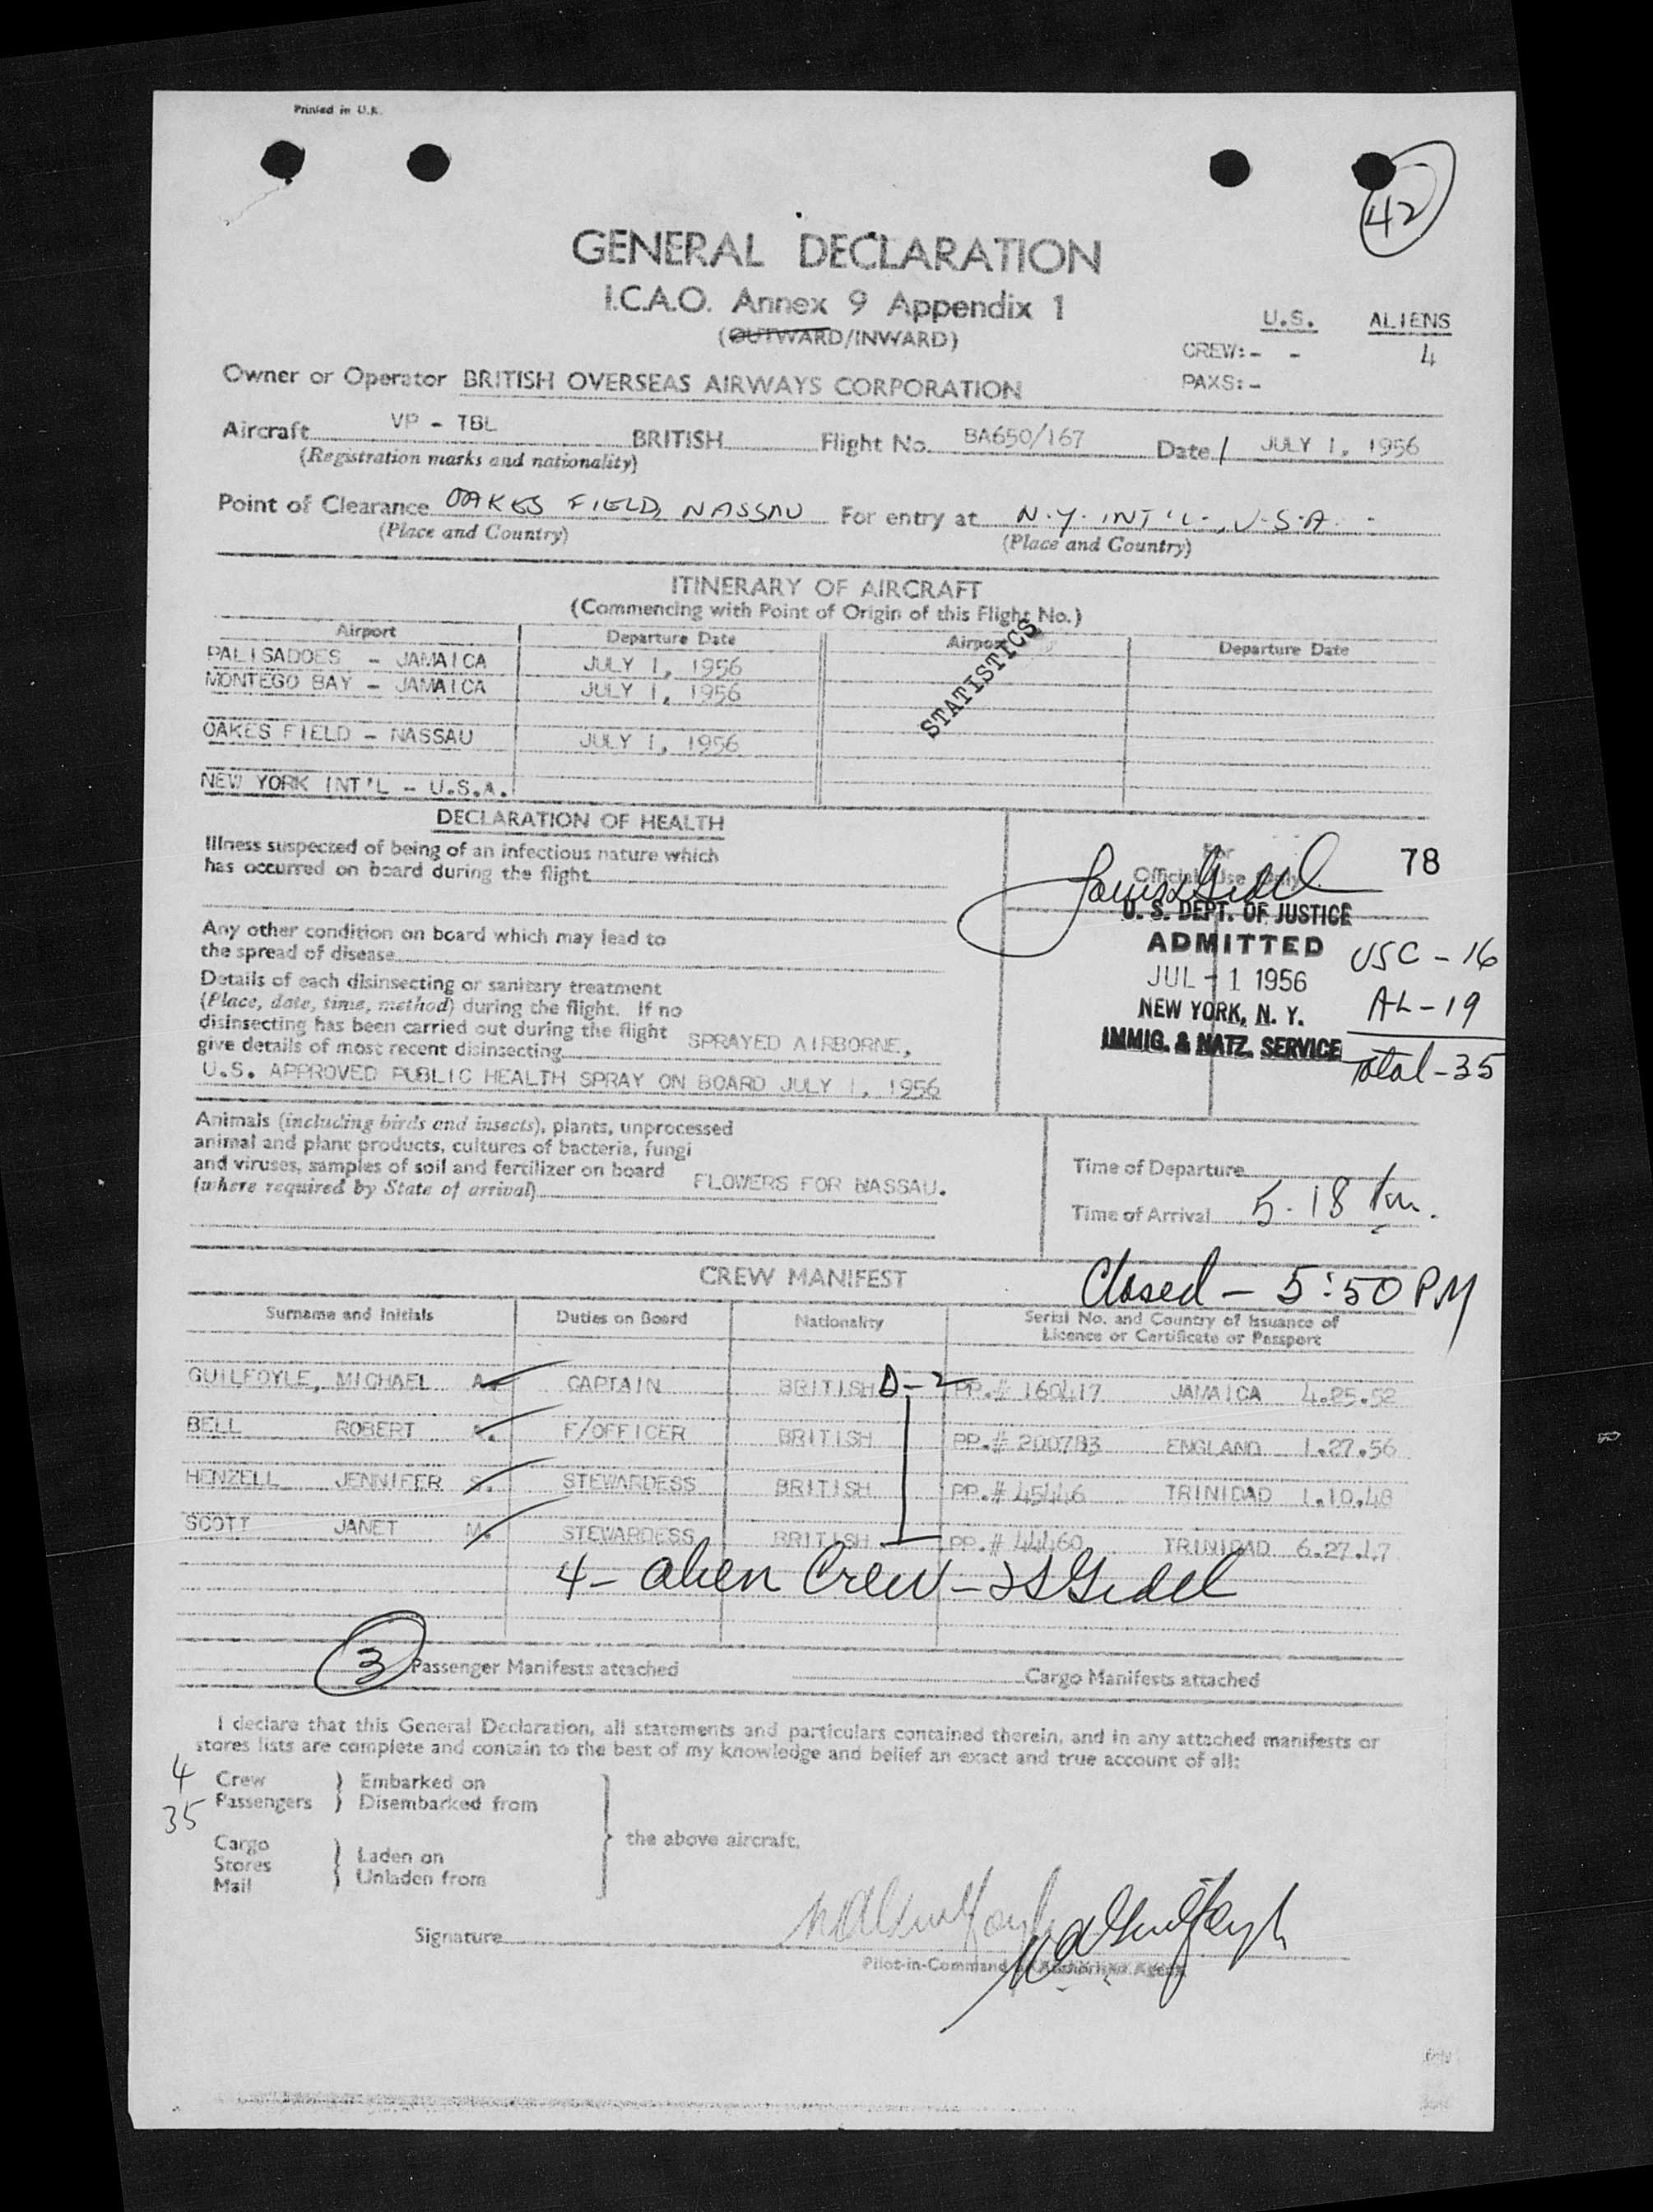 Printed in U.K.
42
GENERAL DECLARATION
I.C.A.O. Annex 9 Appendix 1
(OUTWARD/INWARD)
U.S. ALIENS
CREW:- - 4
PAXS:-
Owner or Operator BRITISH OVERSEAS AIRWAYS CORPORATION
Aircraft VP - TBL BRITISH Flight No. BA650/167 Date/ JULY 1, 1956
(Registration marks and nationality)
Point of Clearance OAKES FIELD, NASSAU For entry at N.Y. INT'L., U.S.A.
(Place and Country) (Place and Country)
ITINERARY OF AIRCRAFT
(Commencing with Point of Origin of this Flight No.)
Airport Departure Date Airport Departure Date
PALISADOES - JAMAICA JULY 1, 1956
MONTEGO BAY - JAMAICA JULY 1, 1956
STATISTICS
OAKES FIELD - NASSAU JULY 1, 1956
NEW YORK INT'L - U.S.A.
DECLARATION OF HEALTH
Illness suspected of being of an infectious nature which
has occurred on board during the flight
Any other condition on board which may lead to
the spread of disease
Details of each disinsecting or sanitary treatment
(Place, date, time, method) during the flight. If no
disinsecting has been carried out during the flight
give details of most recent disinsecting SPRAYED AIRBORNE,
U.S. APPROVED PUBLIC HEALTH SPRAY ON BOARD JULY 1, 1956
For
Official Use Only
78
U. S. DEPT. OF JUSTICE
ADMITTED
JUL - 1 1956
NEW YORK, N. Y.
IMMIG. & NATZ. SERVICE
USC - 16
AL - 19
Total - 35
Animals (including birds and insects), plants, unprocessed
animal and plant products, cultures of bacteria, fungi
and viruses, samples of soil and fertilizer on board
(where required by State of arrival) FLOWERS FOR NASSAU.
Time of Departure
Time of Arrival 5.18 Pm.
Closed - 5:50 PM
CREW MANIFEST
Surname and Initials Duties on Board Nationality Serial No. and Country of Issuance of
Licence or Certificate or Passport
GUILFOYLE, MICHAEL A. CAPTAIN BRITISH D-2 PP.# 160417 JAMAICA 4.25.52
BELL ROBERT F/OFFICER BRITISH PP.# 200783 ENGLAND 1.27.56
HENZELL JENNIFER S. STEWARDESS BRITISH PP.# 45446 TRINIDAD 1.10.48
SCOTT JANET M. STEWARDESS BRITISH PP.# 44460 TRINIDAD 6.27.47
4 - alien Crew -
3 Passenger Manifests attached Cargo Manifests attached
I declare that this General Declaration, all statements and particulars contained therein, and in any attached manifests or
stores lists are complete and contain to the best of my knowledge and belief an exact and true account of all:
4 Crew } Embarked on
35 Passengers } Disembarked from
the above aircraft.
Cargo
Stores } Laden on
Mail } Unladen from
Signature
Pilot-in-Command